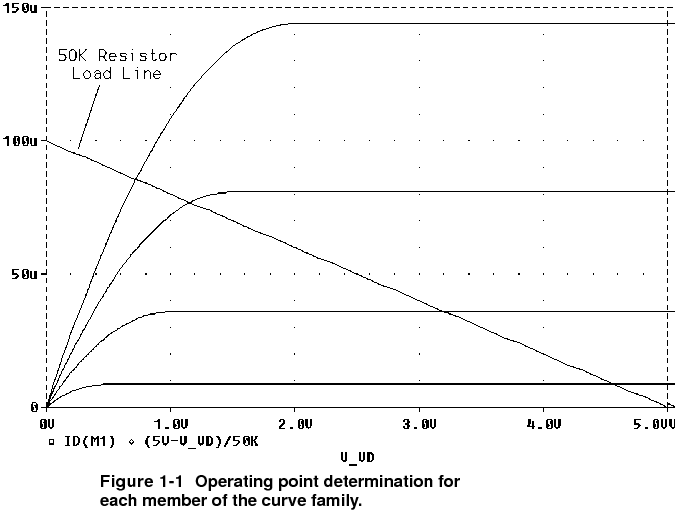 150u
50K Resistor
Load Line
100u
50u
0
0V 1.0V 2.0V 3.0V 4.0V 5.0V
ID(M1) (5V-V_VD)/50K
V_VD
Figure 1-1 Operating point determination for
each member of the curve family.